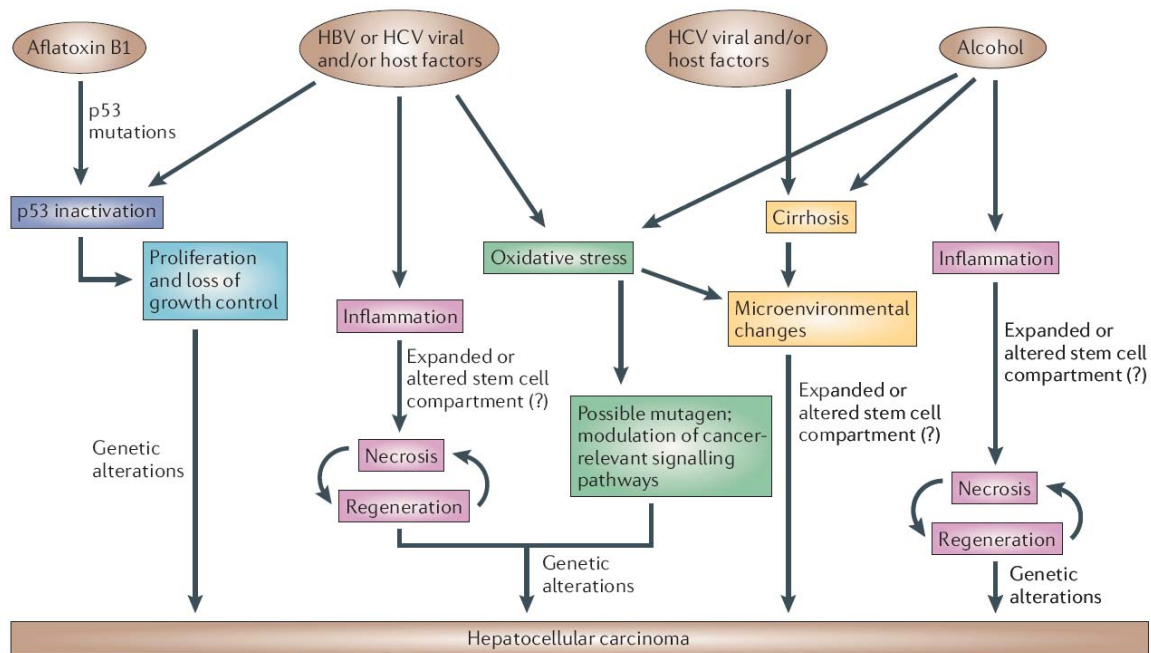 Aflatoxin B1
HBV or HCV viral
and/or host factors
HCV viral and/or
host factors
Alcohol
p53
mutations
p53 inactivation
Cirrhosis
Proliferation
and loss of
growth control
Oxidative stress
Inflammation
Inflammation
Microenvironmental
changes
Expanded or
altered stem cell
compartment (?)
Expanded or
altered stem cell
compartment (?)
Expanded or
altered stem cell
compartment (?)
Possible mutagen;
modulation of cancer-
relevant signalling
pathways
Genetic
alterations
Necrosis
Regeneration
Necrosis
Regeneration
Genetic
alterations
Genetic
alterations
Hepatocellular carcinoma